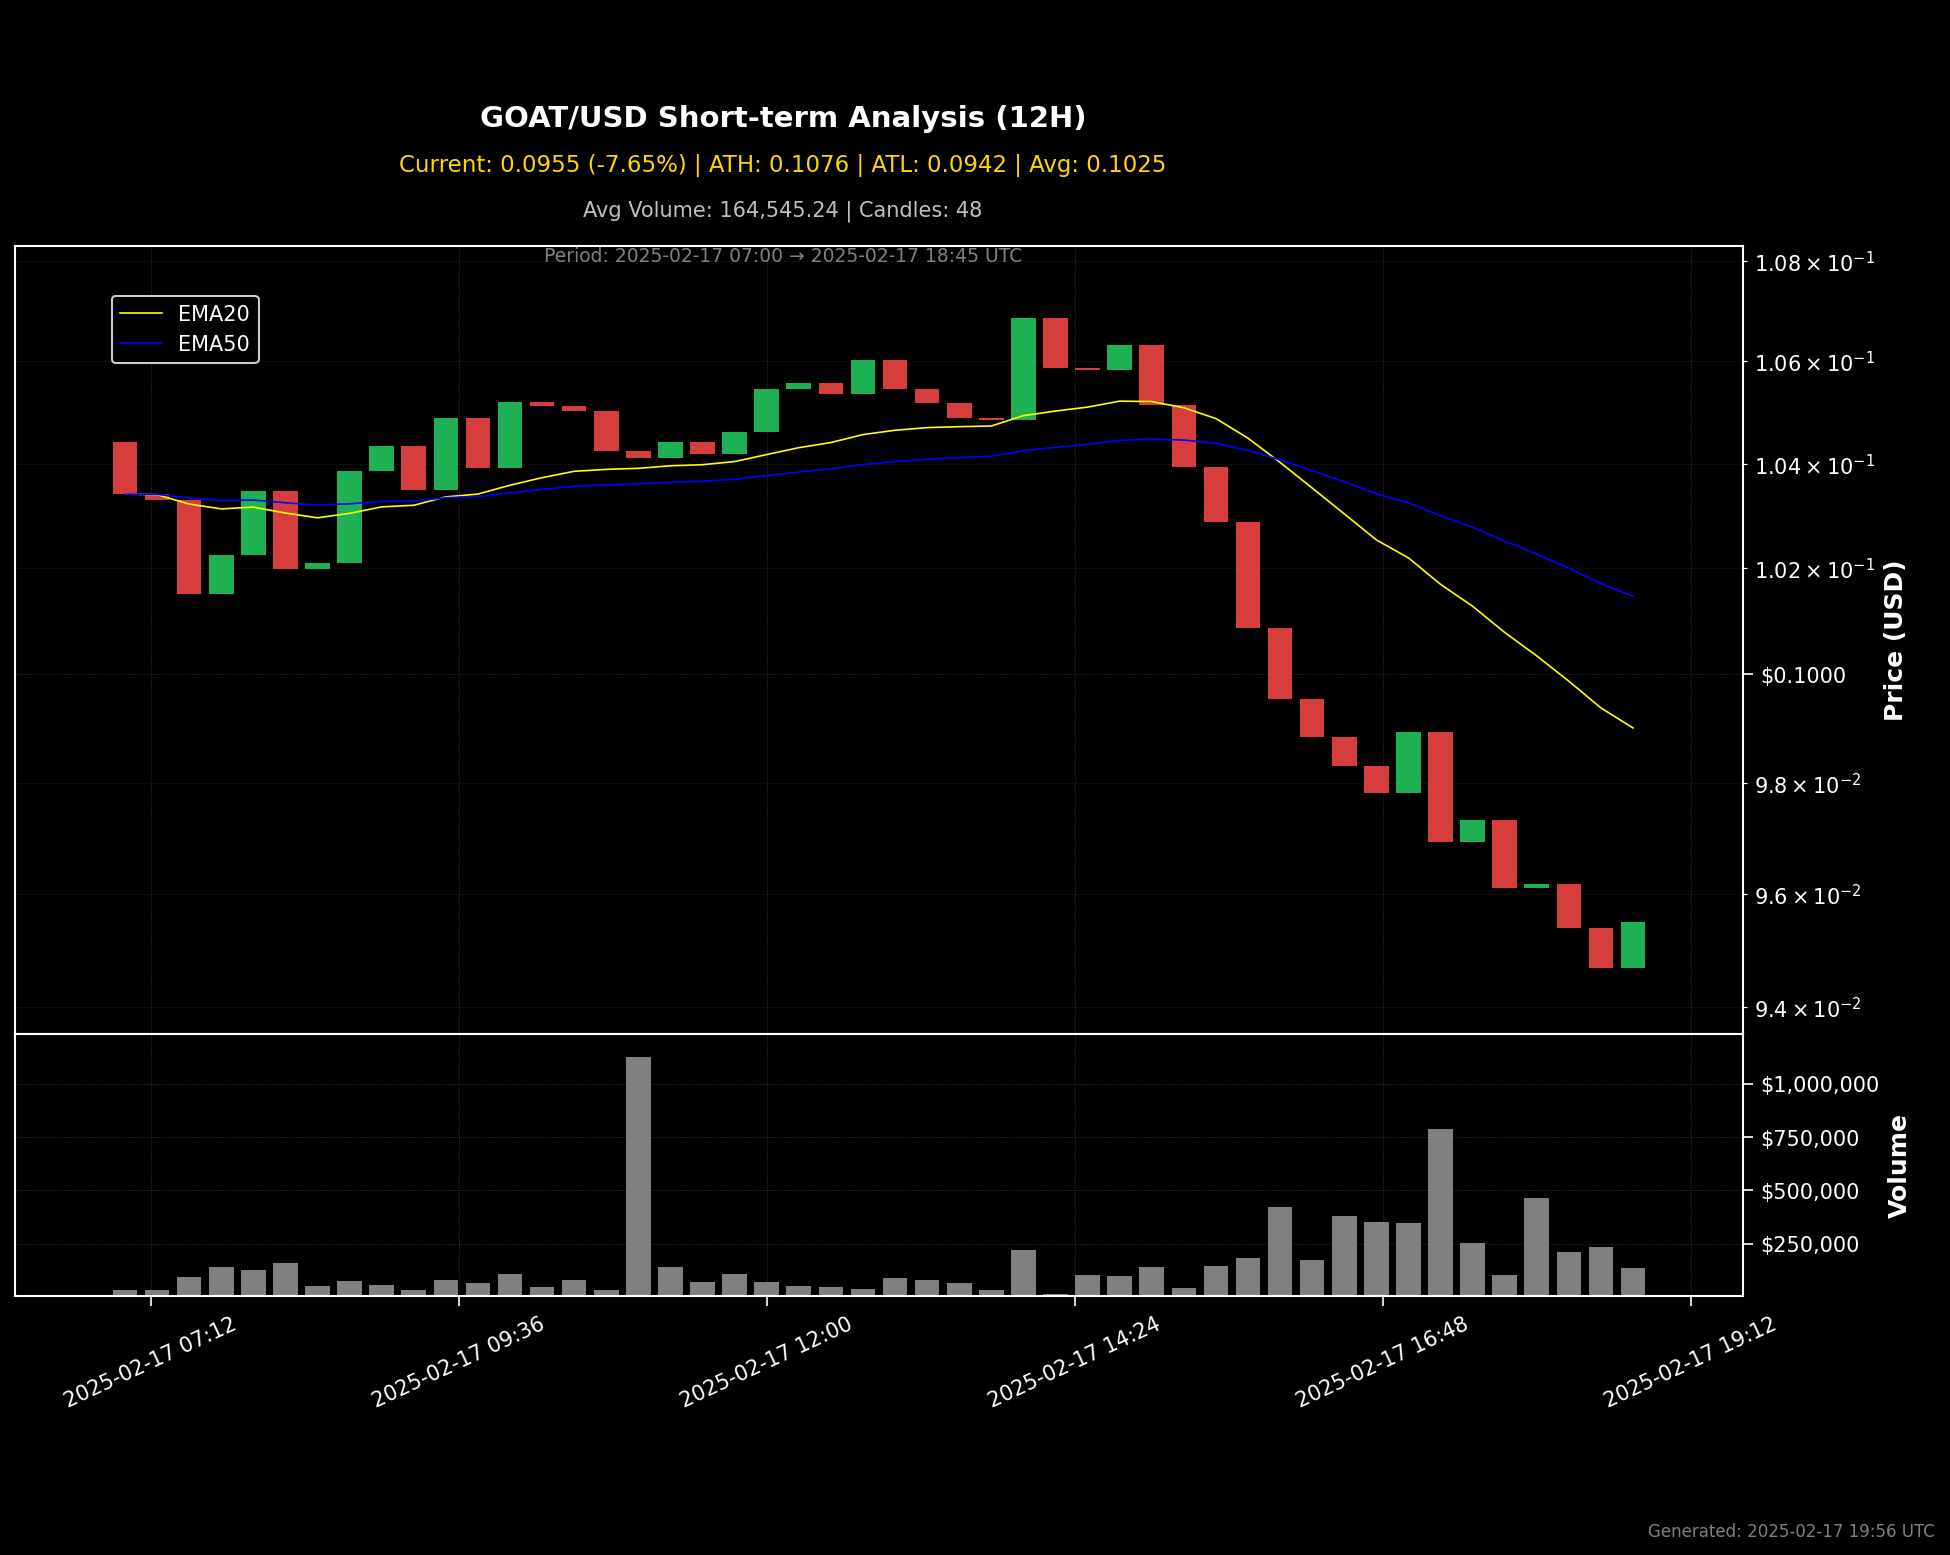 GOAT/USD Short-term Analysis (12H)
Current: 0.0955 (-7.65%) | ATH: 0.1076 | ATL: 0.0942 | Avg: 0.1025
Avg Volume: 164,545.24 | Candles: 48
Period: 2025-02-17 07:00 → 2025-02-17 18:45 UTC
EMA20
EMA50
1.08 × 10⁻¹
1.06 × 10⁻¹
1.04 × 10⁻¹
1.02 × 10⁻¹
$0.1000
9.8 × 10⁻²
9.6 × 10⁻²
9.4 × 10⁻²
Price (USD)
$1,000,000
$750,000
$500,000
$250,000
Volume
2025-02-17 07:12
2025-02-17 09:36
2025-02-17 12:00
2025-02-17 14:24
2025-02-17 16:48
2025-02-17 19:12
Generated: 2025-02-17 19:56 UTC